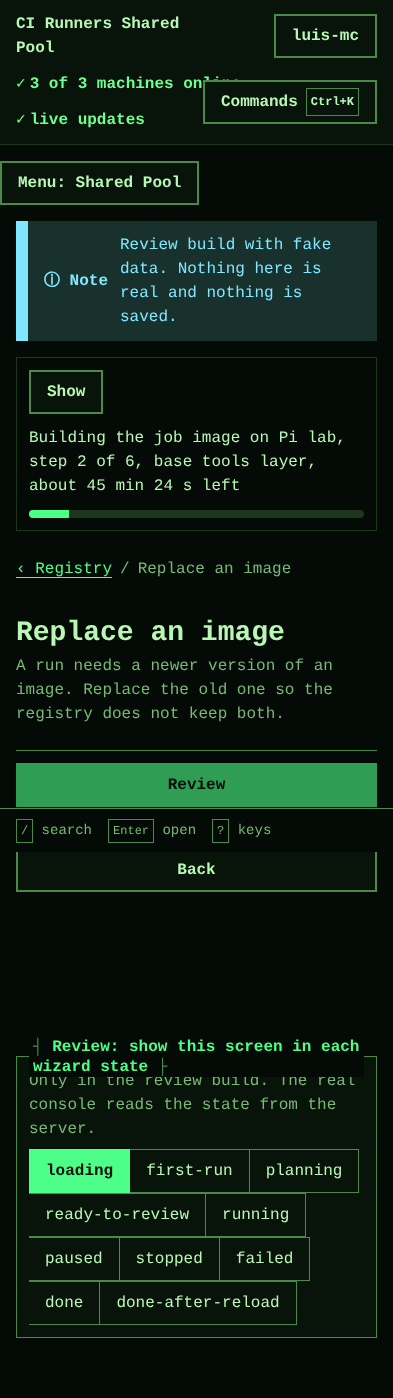 CI Runners Shared
Pool
luis-mc
✓ 3 of 3 machines online
✓ live updates
Commands Ctrl+K
Menu: Shared Pool
ⓘ Note
Review build with fake
data. Nothing here is
real and nothing is
saved.
Show
Building the job image on Pi lab,
step 2 of 6, base tools layer,
about 45 min 24 s left
‹ Registry / Replace an image
Replace an image
A run needs a newer version of an
image. Replace the old one so the
registry does not keep both.
Review
/ search Enter open ? keys
Back
┤ Review: show this screen in each
wizard state ├
Only in the review build. The real
console reads the state from the
server.
loading first-run planning
ready-to-review running
paused stopped failed
done done-after-reload